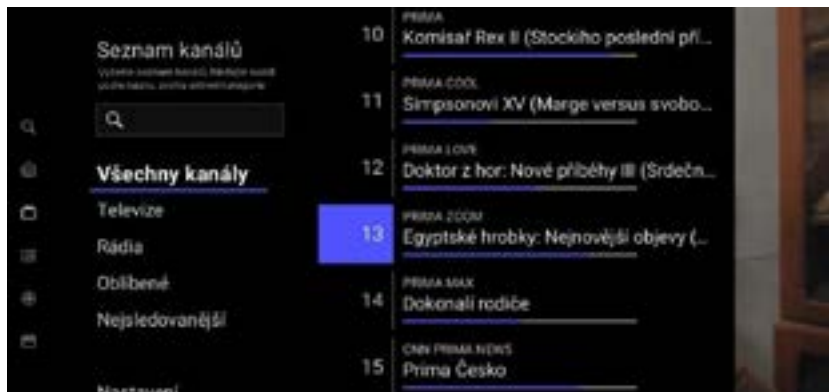 Seznam kanálů
Všechny kanály
Televize
Rádia
Oblíbené
Nejsledovanější
Nastavení
10
PRIMA
Komisař Rex II (Stockiho poslední pří...
11
PRIMA COOL
Simpsonovi XV (Marge versus svobo...
12
PRIMA LOVE
Doktor z hor: Nové příběhy III (Srdečn...
13
PRIMA ZOOM
Egyptské hrobky: Nejnovější objevy (...
14
PRIMA MAX
Dokonalí rodiče
15
CNN PRIMA NEWS
Prima Česko